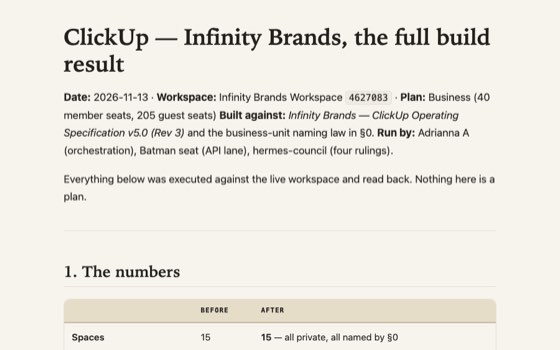 ClickUp — Infinity Brands, the full build
result
Date: 2026-11-13 · Workspace: Infinity Brands Workspace 4627083 · Plan: Business (40
member seats, 205 guest seats) Built against: Infinity Brands — ClickUp Operating
Specification v5.0 (Rev 3) and the business-unit naming law in §0. Run by: Adrianna A
(orchestration), Batman seat (API lane), hermes-council (four rulings).
Everything below was executed against the live workspace and read back. Nothing here is a
plan.
1. The numbers
BEFORE AFTER
Spaces 15 15 — all private, all named by §0